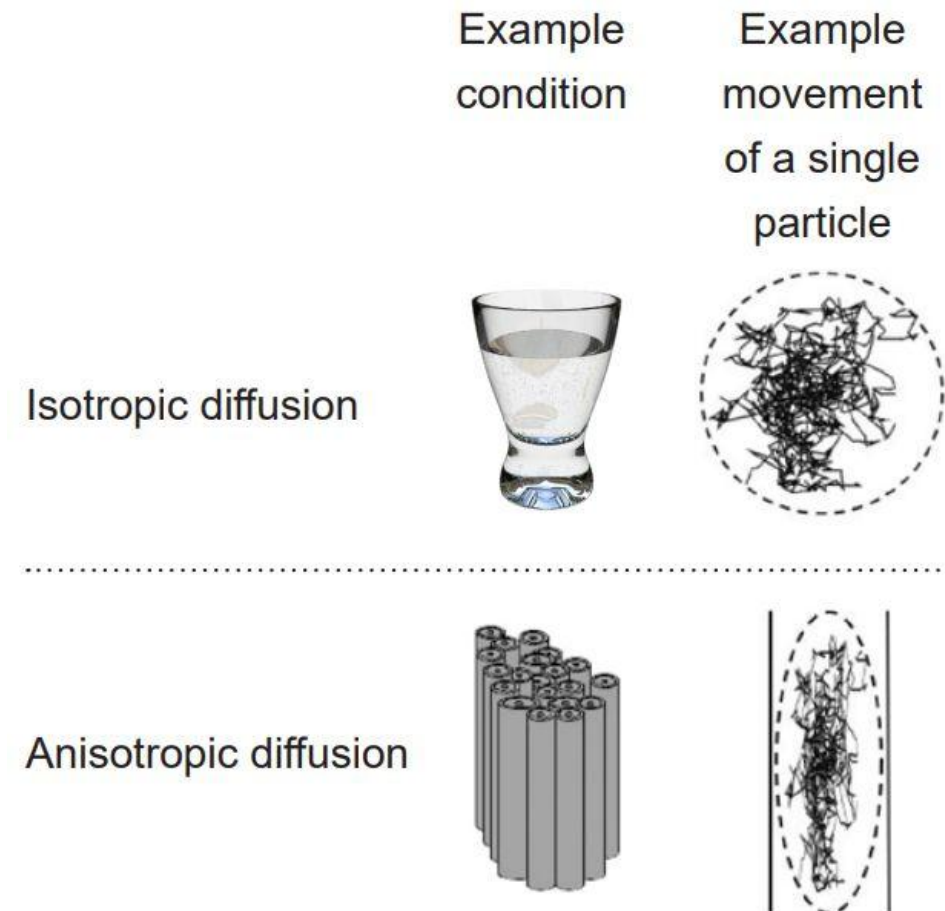 Example
condition
Example
movement
of a single
particle
Isotropic diffusion
Anisotropic diffusion